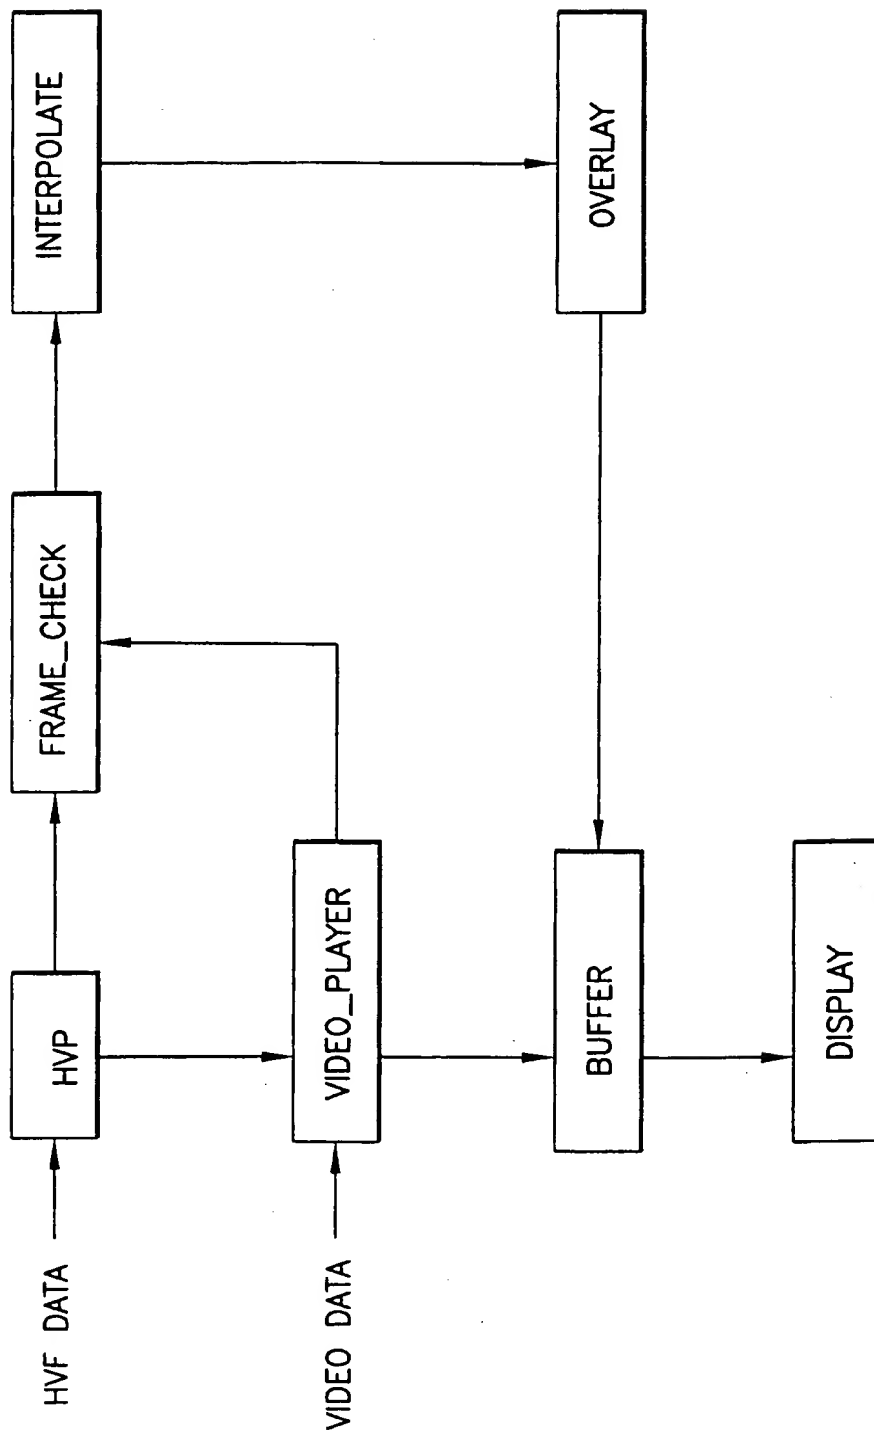 HVF DATA
HVP
FRAME_CHECK
INTERPOLATE
VIDEO DATA
VIDEO_PLAYER
BUFFER
OVERLAY
DISPLAY